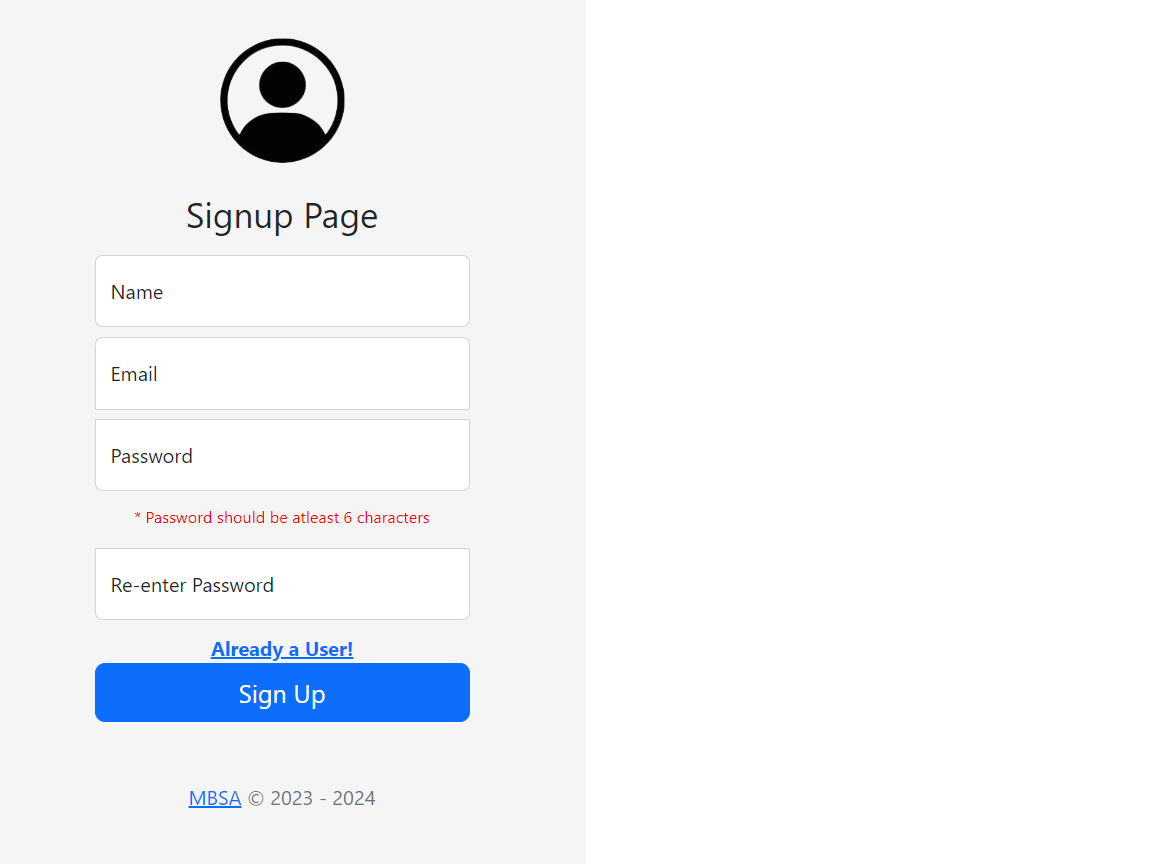 Signup Page
Name
Email
Password
* Password should be atleast 6 characters
Re-enter Password
Already a User!
Sign Up
MBSA © 2023 - 2024